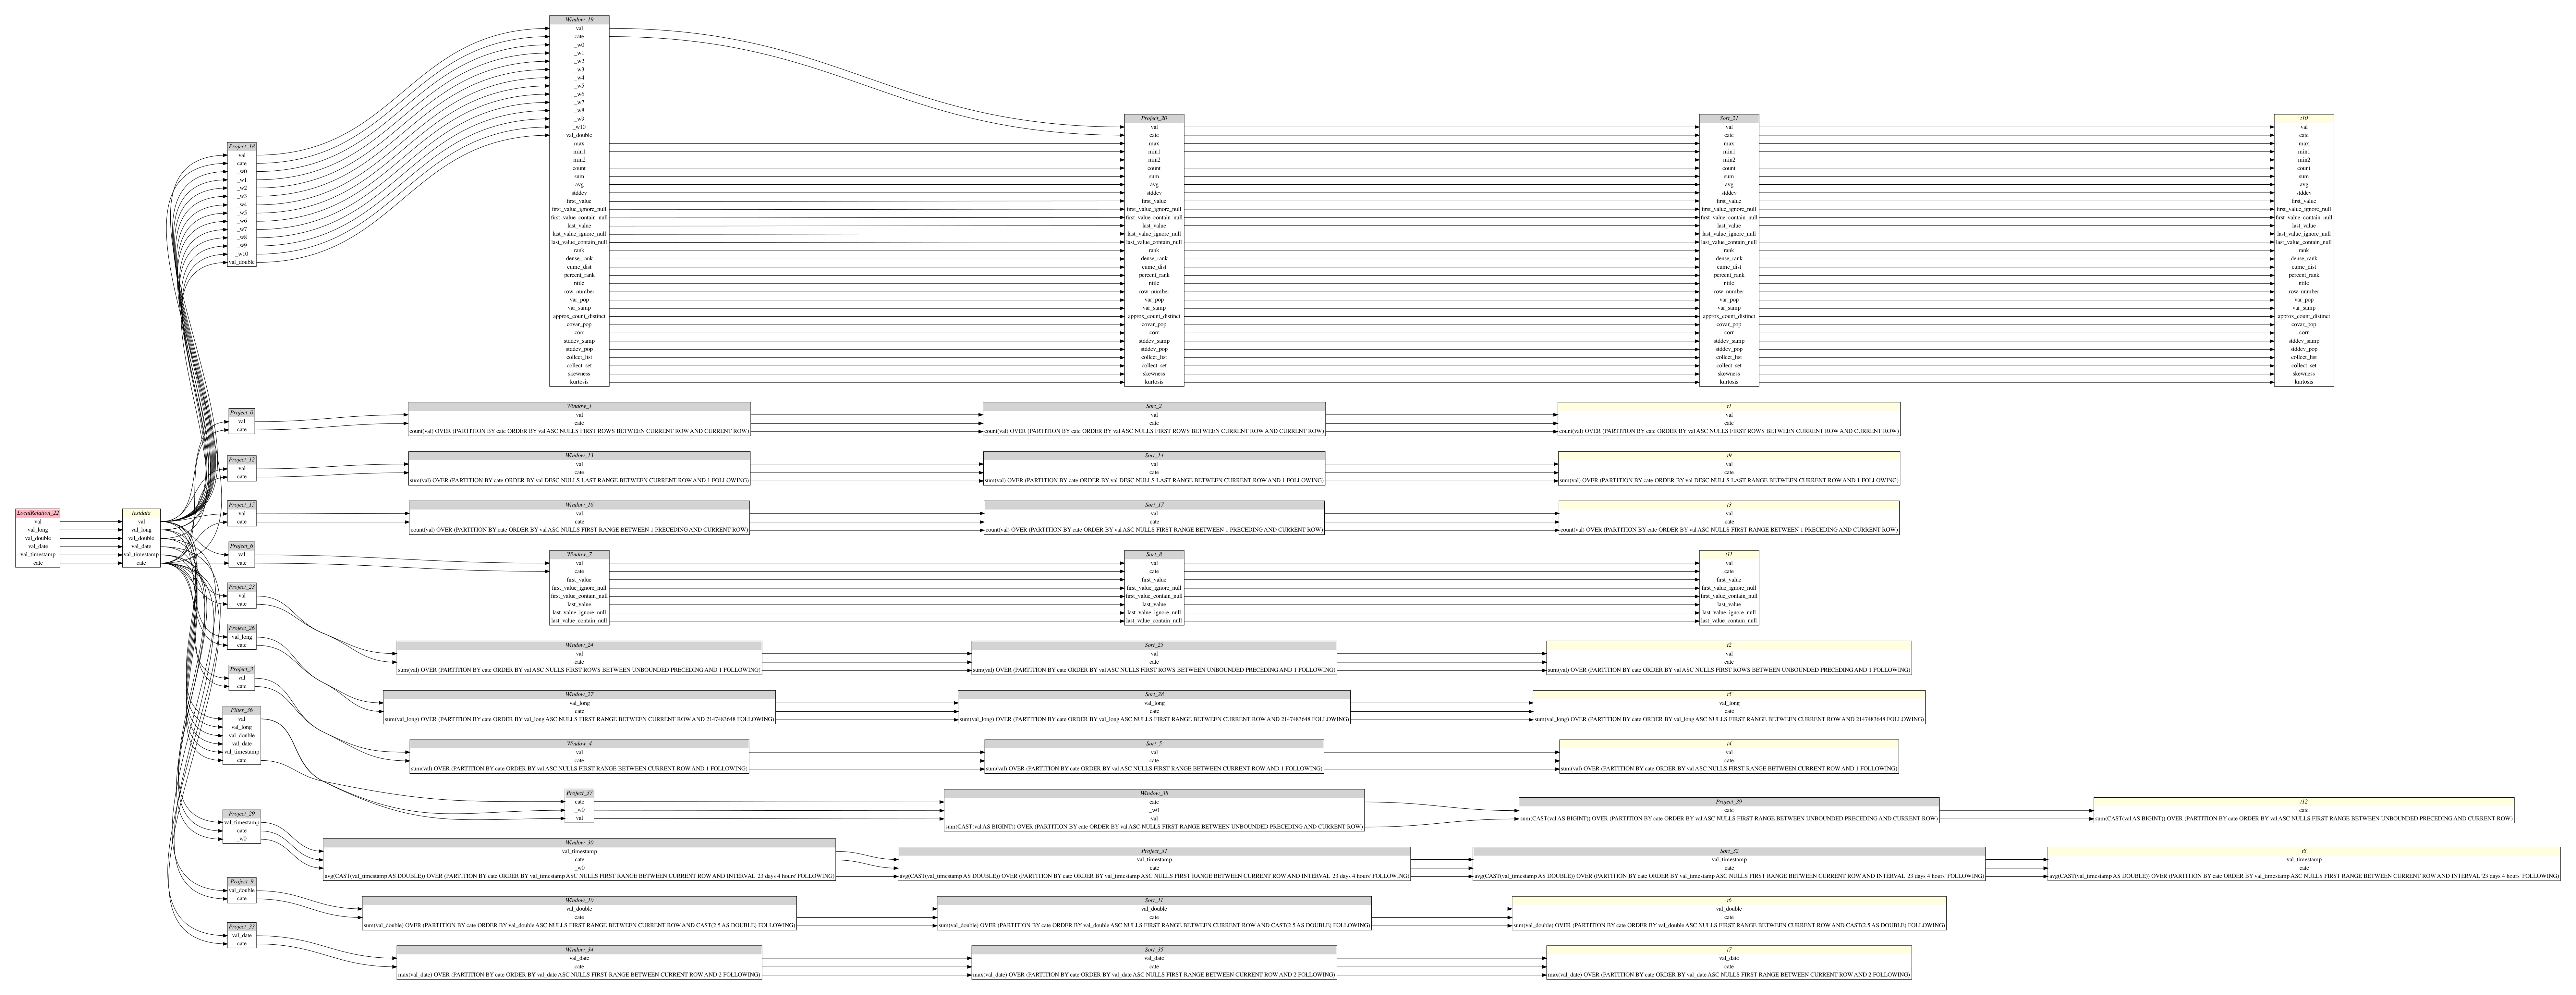 LocalRelation_22
val
val_long
val_double
val_date
val_timestamp
cate
testdata
val
val_long
val_double
val_date
val_timestamp
cate
Project_18
val
cate
_w0
_w1
_w2
_w3
_w4
_w5
_w6
_w7
_w8
_w9
_w10
val_double
Window_19
val
cate
_w0
_w1
_w2
_w3
_w4
_w5
_w6
_w7
_w8
_w9
_w10
val_double
max
min1
min2
count
sum
avg
stddev
first_value
first_value_ignore_null
first_value_contain_null
last_value
last_value_ignore_null
last_value_contain_null
rank
dense_rank
cume_dist
percent_rank
ntile
row_number
var_pop
var_samp
approx_count_distinct
covar_pop
corr
stddev_samp
stddev_pop
collect_list
collect_set
skewness
kurtosis
Project_20
val
cate
max
min1
min2
count
sum
avg
stddev
first_value
first_value_ignore_null
first_value_contain_null
last_value
last_value_ignore_null
last_value_contain_null
rank
dense_rank
cume_dist
percent_rank
ntile
row_number
var_pop
var_samp
approx_count_distinct
covar_pop
corr
stddev_samp
stddev_pop
collect_list
collect_set
skewness
kurtosis
Sort_21
val
cate
max
min1
min2
count
sum
avg
stddev
first_value
first_value_ignore_null
first_value_contain_null
last_value
last_value_ignore_null
last_value_contain_null
rank
dense_rank
cume_dist
percent_rank
ntile
row_number
var_pop
var_samp
approx_count_distinct
covar_pop
corr
stddev_samp
stddev_pop
collect_list
collect_set
skewness
kurtosis
t10
val
cate
max
min1
min2
count
sum
avg
stddev
first_value
first_value_ignore_null
first_value_contain_null
last_value
last_value_ignore_null
last_value_contain_null
rank
dense_rank
cume_dist
percent_rank
ntile
row_number
var_pop
var_samp
approx_count_distinct
covar_pop
corr
stddev_samp
stddev_pop
collect_list
collect_set
skewness
kurtosis
Project_0
val
cate
Window_1
val
cate
count(val) OVER (PARTITION BY cate ORDER BY val ASC NULLS FIRST ROWS BETWEEN CURRENT ROW AND CURRENT ROW)
Sort_2
val
cate
count(val) OVER (PARTITION BY cate ORDER BY val ASC NULLS FIRST ROWS BETWEEN CURRENT ROW AND CURRENT ROW)
t1
val
cate
count(val) OVER (PARTITION BY cate ORDER BY val ASC NULLS FIRST ROWS BETWEEN CURRENT ROW AND CURRENT ROW)
Project_12
val
cate
Window_13
val
cate
sum(val) OVER (PARTITION BY cate ORDER BY val DESC NULLS LAST RANGE BETWEEN CURRENT ROW AND 1 FOLLOWING)
Sort_14
val
cate
sum(val) OVER (PARTITION BY cate ORDER BY val DESC NULLS LAST RANGE BETWEEN CURRENT ROW AND 1 FOLLOWING)
t9
val
cate
sum(val) OVER (PARTITION BY cate ORDER BY val DESC NULLS LAST RANGE BETWEEN CURRENT ROW AND 1 FOLLOWING)
Project_15
val
cate
Window_16
val
cate
count(val) OVER (PARTITION BY cate ORDER BY val ASC NULLS FIRST RANGE BETWEEN 1 PRECEDING AND CURRENT ROW)
Sort_17
val
cate
count(val) OVER (PARTITION BY cate ORDER BY val ASC NULLS FIRST RANGE BETWEEN 1 PRECEDING AND CURRENT ROW)
t3
val
cate
count(val) OVER (PARTITION BY cate ORDER BY val ASC NULLS FIRST RANGE BETWEEN 1 PRECEDING AND CURRENT ROW)
Project_6
val
cate
Window_7
val
cate
first_value
first_value_ignore_null
first_value_contain_null
last_value
last_value_ignore_null
last_value_contain_null
Sort_8
val
cate
first_value
first_value_ignore_null
first_value_contain_null
last_value
last_value_ignore_null
last_value_contain_null
t11
val
cate
first_value
first_value_ignore_null
first_value_contain_null
last_value
last_value_ignore_null
last_value_contain_null
Project_23
val
cate
Window_24
val
cate
sum(val) OVER (PARTITION BY cate ORDER BY val ASC NULLS FIRST ROWS BETWEEN UNBOUNDED PRECEDING AND 1 FOLLOWING)
Sort_25
val
cate
sum(val) OVER (PARTITION BY cate ORDER BY val ASC NULLS FIRST ROWS BETWEEN UNBOUNDED PRECEDING AND 1 FOLLOWING)
t2
val
cate
sum(val) OVER (PARTITION BY cate ORDER BY val ASC NULLS FIRST ROWS BETWEEN UNBOUNDED PRECEDING AND 1 FOLLOWING)
Project_26
val_long
cate
Window_27
val_long
cate
sum(val_long) OVER (PARTITION BY cate ORDER BY val_long ASC NULLS FIRST RANGE BETWEEN CURRENT ROW AND 2147483648 FOLLOWING)
Sort_28
val_long
cate
sum(val_long) OVER (PARTITION BY cate ORDER BY val_long ASC NULLS FIRST RANGE BETWEEN CURRENT ROW AND 2147483648 FOLLOWING)
t5
val_long
cate
sum(val_long) OVER (PARTITION BY cate ORDER BY val_long ASC NULLS FIRST RANGE BETWEEN CURRENT ROW AND 2147483648 FOLLOWING)
Project_3
val
cate
Window_4
val
cate
sum(val) OVER (PARTITION BY cate ORDER BY val ASC NULLS FIRST RANGE BETWEEN CURRENT ROW AND 1 FOLLOWING)
Sort_5
val
cate
sum(val) OVER (PARTITION BY cate ORDER BY val ASC NULLS FIRST RANGE BETWEEN CURRENT ROW AND 1 FOLLOWING)
t4
val
cate
sum(val) OVER (PARTITION BY cate ORDER BY val ASC NULLS FIRST RANGE BETWEEN CURRENT ROW AND 1 FOLLOWING)
Filter_36
val
val_long
val_double
val_date
val_timestamp
cate
Project_37
cate
_w0
val
Window_38
cate
_w0
val
sum(CAST(val AS BIGINT)) OVER (PARTITION BY cate ORDER BY val ASC NULLS FIRST RANGE BETWEEN UNBOUNDED PRECEDING AND CURRENT ROW)
Project_39
cate
sum(CAST(val AS BIGINT)) OVER (PARTITION BY cate ORDER BY val ASC NULLS FIRST RANGE BETWEEN UNBOUNDED PRECEDING AND CURRENT ROW)
t12
cate
sum(CAST(val AS BIGINT)) OVER (PARTITION BY cate ORDER BY val ASC NULLS FIRST RANGE BETWEEN UNBOUNDED PRECEDING AND CURRENT ROW)
Project_29
val_timestamp
cate
_w0
Window_30
val_timestamp
cate
_w0
avg(CAST(val_timestamp AS DOUBLE)) OVER (PARTITION BY cate ORDER BY val_timestamp ASC NULLS FIRST RANGE BETWEEN CURRENT ROW AND INTERVAL '23 days 4 hours' FOLLOWING)
Project_31
val_timestamp
cate
avg(CAST(val_timestamp AS DOUBLE)) OVER (PARTITION BY cate ORDER BY val_timestamp ASC NULLS FIRST RANGE BETWEEN CURRENT ROW AND INTERVAL '23 days 4 hours' FOLLOWING)
Sort_32
val_timestamp
cate
avg(CAST(val_timestamp AS DOUBLE)) OVER (PARTITION BY cate ORDER BY val_timestamp ASC NULLS FIRST RANGE BETWEEN CURRENT ROW AND INTERVAL '23 days 4 hours' FOLLOWING)
t8
val_timestamp
cate
avg(CAST(val_timestamp AS DOUBLE)) OVER (PARTITION BY cate ORDER BY val_timestamp ASC NULLS FIRST RANGE BETWEEN CURRENT ROW AND INTERVAL '23 days 4 hours' FOLLOWING)
Project_9
val_double
cate
Window_10
val_double
cate
sum(val_double) OVER (PARTITION BY cate ORDER BY val_double ASC NULLS FIRST RANGE BETWEEN CURRENT ROW AND CAST(2.5 AS DOUBLE) FOLLOWING)
Sort_11
val_double
cate
sum(val_double) OVER (PARTITION BY cate ORDER BY val_double ASC NULLS FIRST RANGE BETWEEN CURRENT ROW AND CAST(2.5 AS DOUBLE) FOLLOWING)
t6
val_double
cate
sum(val_double) OVER (PARTITION BY cate ORDER BY val_double ASC NULLS FIRST RANGE BETWEEN CURRENT ROW AND CAST(2.5 AS DOUBLE) FOLLOWING)
Project_33
val_date
cate
Window_34
val_date
cate
max(val_date) OVER (PARTITION BY cate ORDER BY val_date ASC NULLS FIRST RANGE BETWEEN CURRENT ROW AND 2 FOLLOWING)
Sort_35
val_date
cate
max(val_date) OVER (PARTITION BY cate ORDER BY val_date ASC NULLS FIRST RANGE BETWEEN CURRENT ROW AND 2 FOLLOWING)
t7
val_date
cate
max(val_date) OVER (PARTITION BY cate ORDER BY val_date ASC NULLS FIRST RANGE BETWEEN CURRENT ROW AND 2 FOLLOWING)